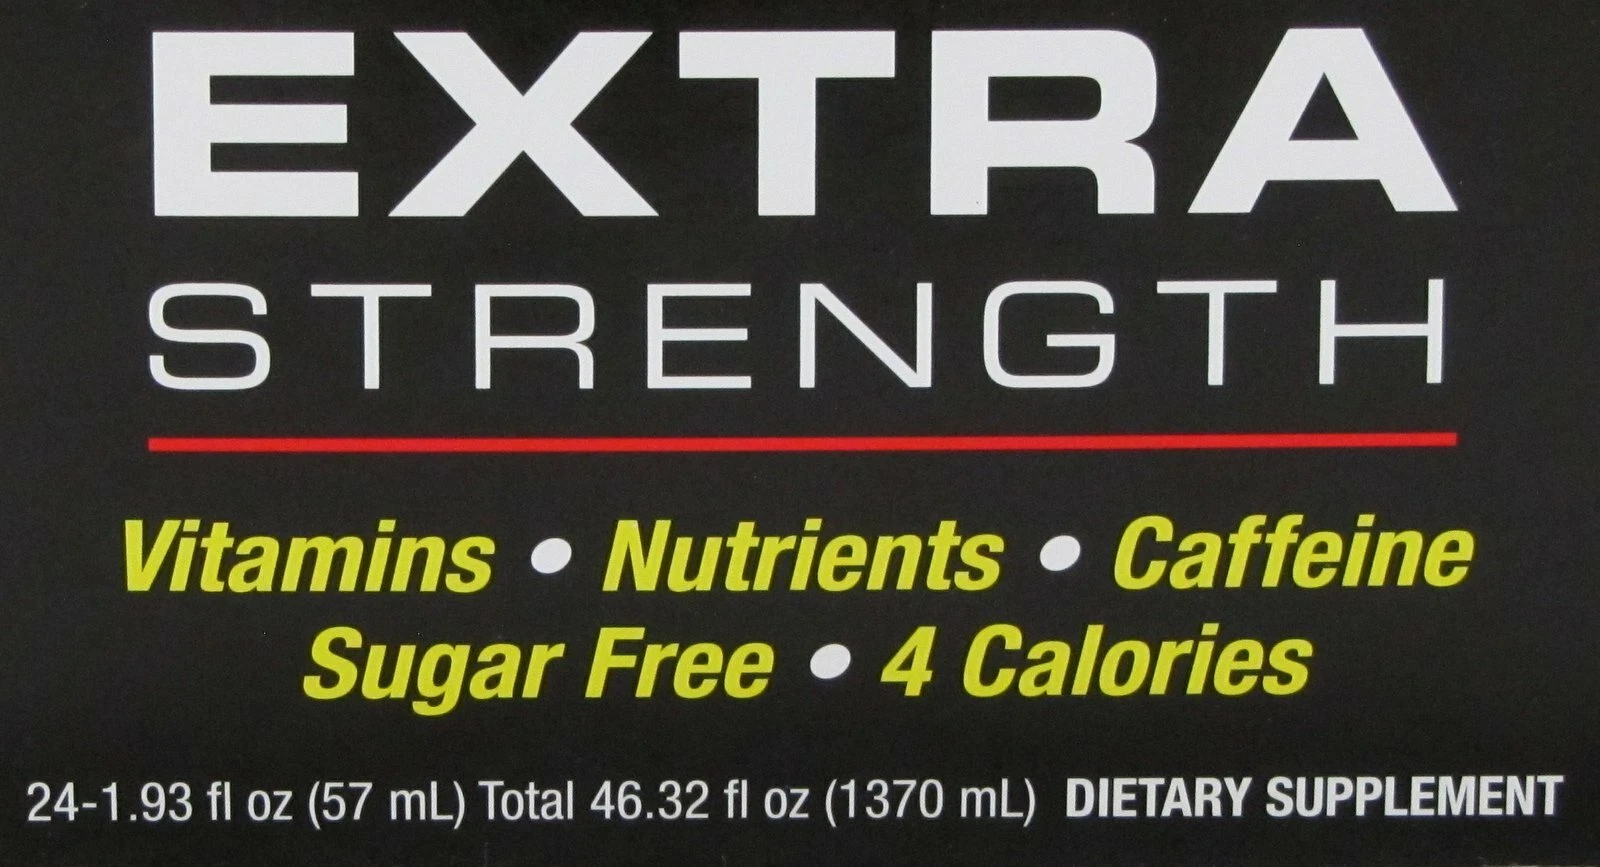 EXTRA
STRENGTH
Vitamins • Nutrients • Caffeine
Sugar Free • 4 Calories
24-1.93 fl oz (57 mL) Total 46.32 fl oz (1370 mL) DIETARY SUPPLEMENT